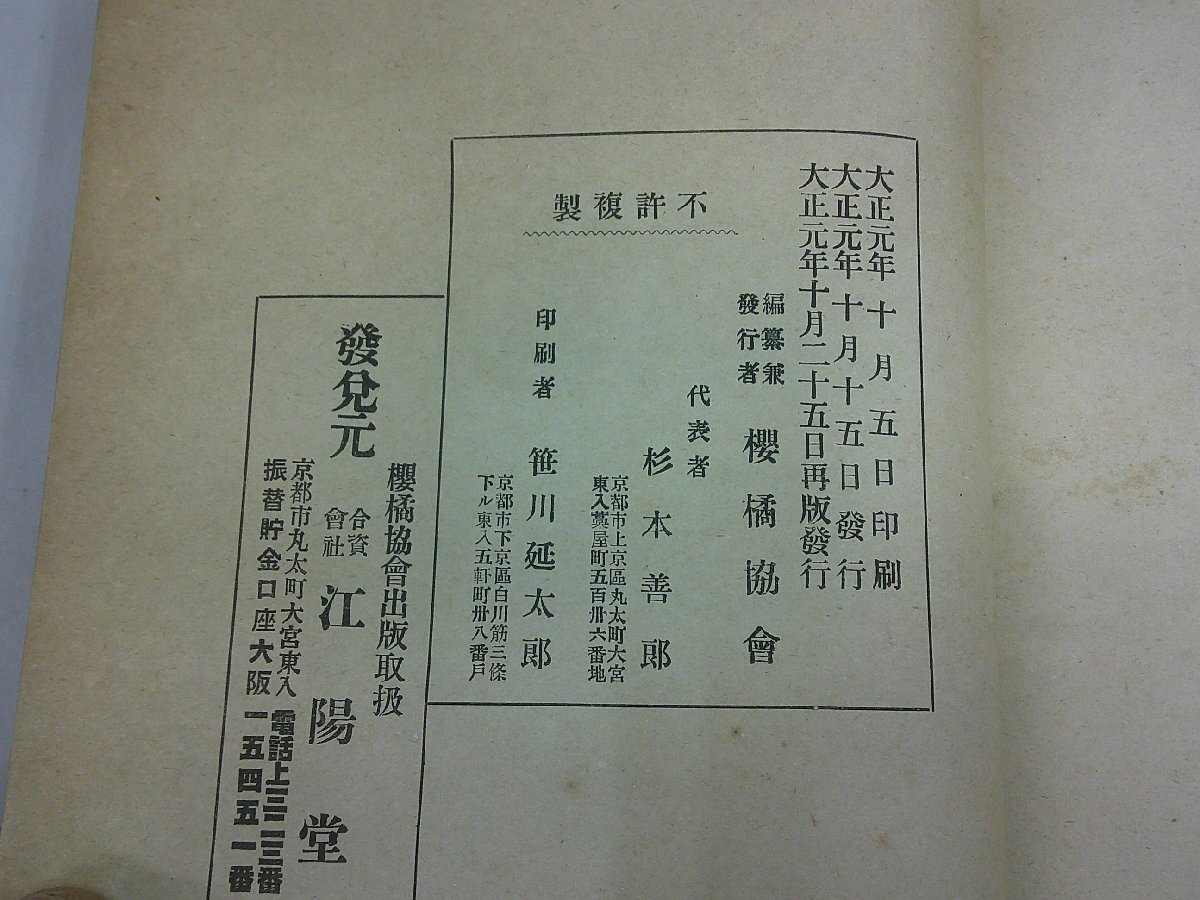 大正元年十月五日印刷
大正元年十月十五日發行
大正元年十月二十五日再版發行
不許複製
編纂兼
發行者
櫻橘協會
代表者
杉本善郎
京都市上京區丸太町大宮
東入藁屋町五百卅六番地
印刷者
笹川延太郎
京都市下京區白川筋三條
下ル東入五軒町卅八番戶
發兌元
櫻橘協會出版取扱
合資
會社
江陽堂
京都市丸太町大宮東入
電話上三二三番
振替貯金口座大阪一五四五一番